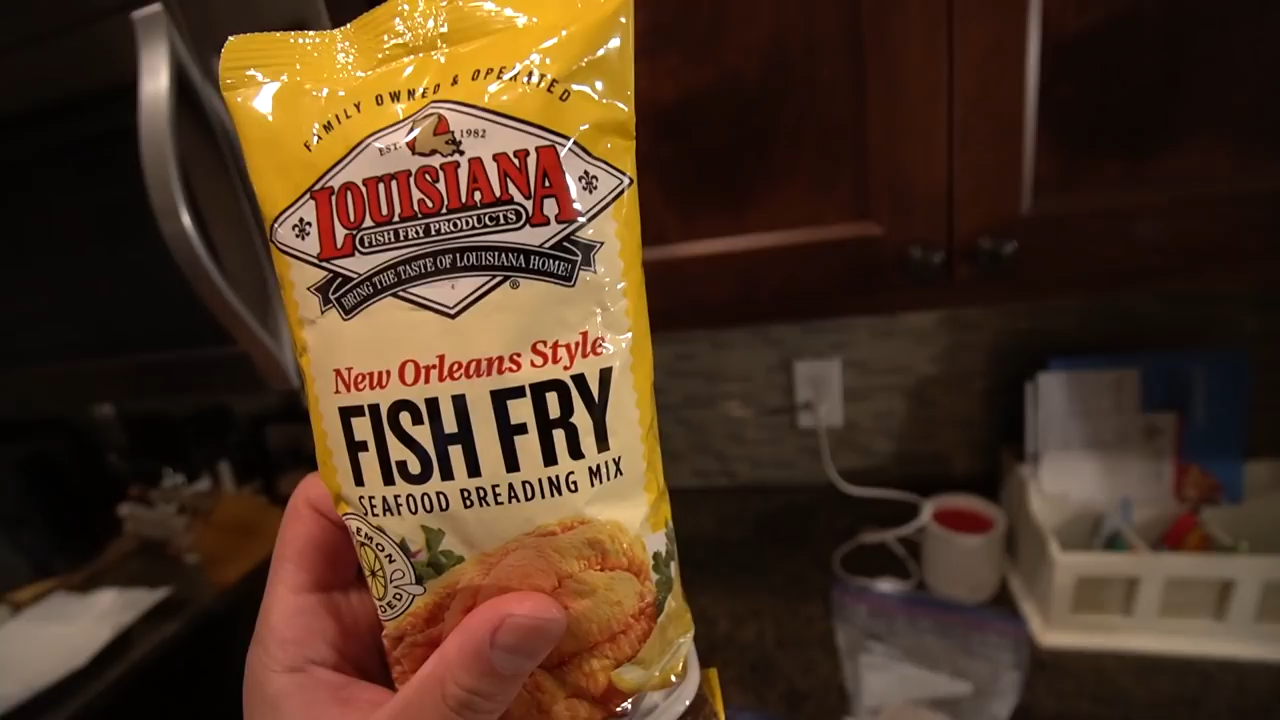 FAMILY OWNED & OPERATED
EST. 1982
LOUISIANA
FISH FRY PRODUCTS
BRING THE TASTE OF LOUISIANA HOME!
®
New Orleans Style
FISH FRY
SEAFOOD BREADING MIX
LEMON